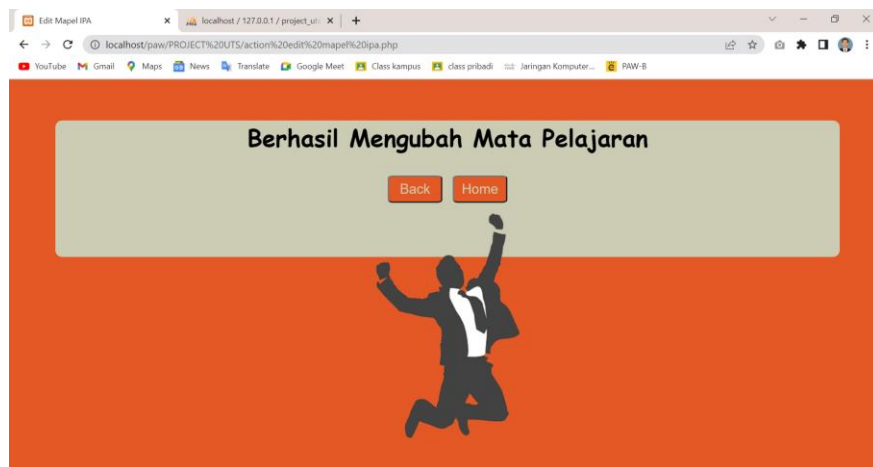 Edit Mapel IPA
localhost / 127.0.0.1 / project_ut
localhost/paw/PROJECT%20UTS/action%20edit%20mapel%20ipa.php
YouTube Gmail Maps News Translate Google Meet Class kampus class pribadi Jaringan Komputer... PAW-B
Berhasil Mengubah Mata Pelajaran
Back Home